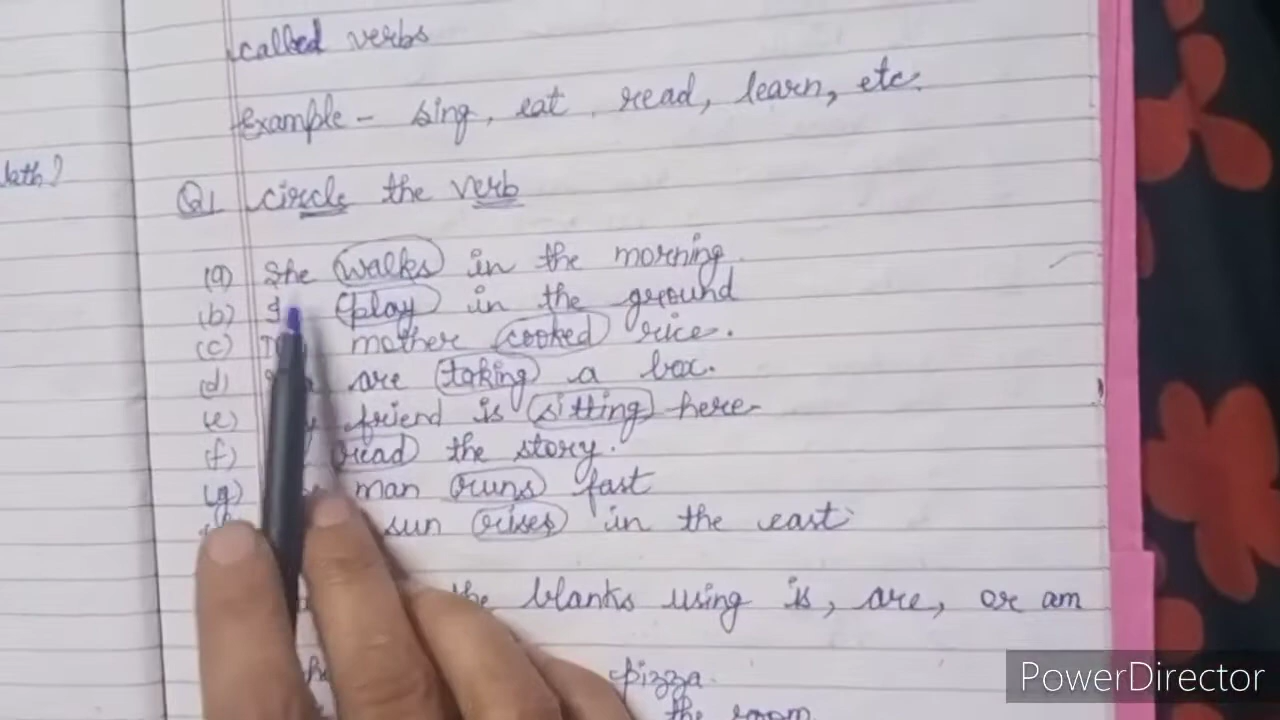 called verbs
Example - sing, eat, read, learn, etc.
Math)
Q1 circle the verb
(a) She walks in the morning.
(b) I play in the ground
(c) mother cooked rice.
(d) are taking a box.
(e) friend is sitting here
(f) read the story.
(g) man runs fast
sun rises in the east
the blanks using is, are, or am
pizza.
the room
PowerDirector